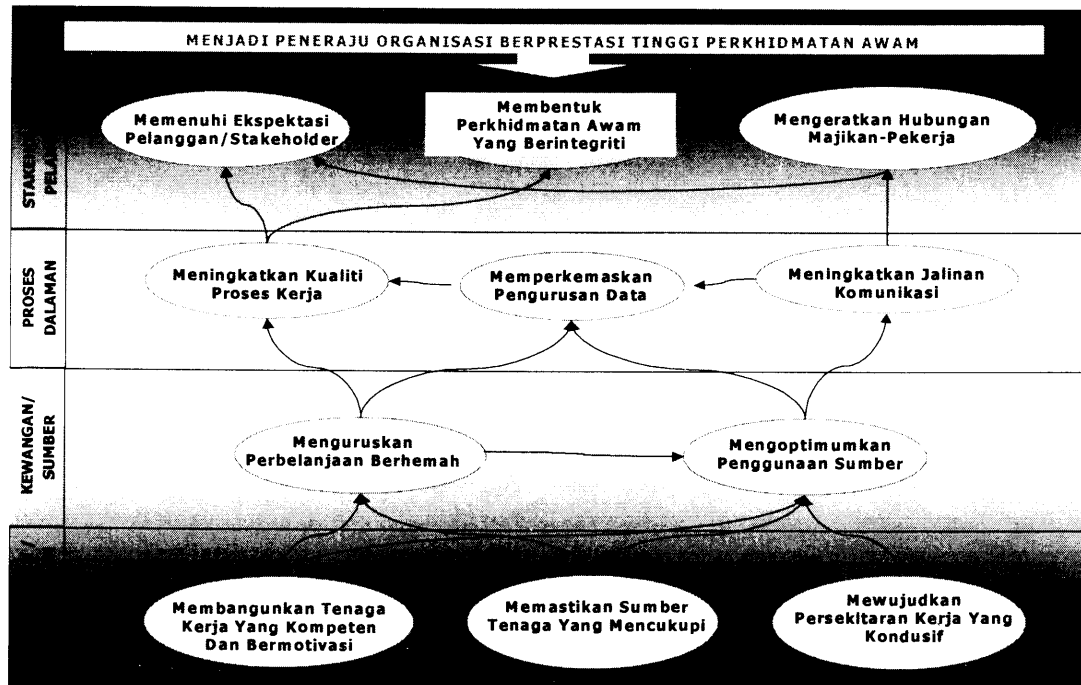 MENJADI PENERAJU ORGANISASI BERPRESTASI TINGGI PERKHIDMATAN AWAM
Memenuhi Ekspektasi
Pelanggan/Stakeholder
Membentuk
Perkhidmatan Awam
Yang Berintegriti
Mengeratkan Hubungan
Majikan-Pekerja
PROSES
DALAMAN
Meningkatkan Kualiti
Proses Kerja
Memperkemaskan
Pengurusan Data
Meningkatkan Jalinan
Komunikasi
KEWANGAN/
SUMBER
Menguruskan
Perbelanjaan Berhemah
Mengoptimumkan
Penggunaan Sumber
/
Membangunkan Tenaga
Kerja Yang Kompeten
Dan Bermotivasi
Memastikan Sumber
Tenaga Yang Mencukupi
Mewujudkan
Persekitaran Kerja Yang
Kondusif